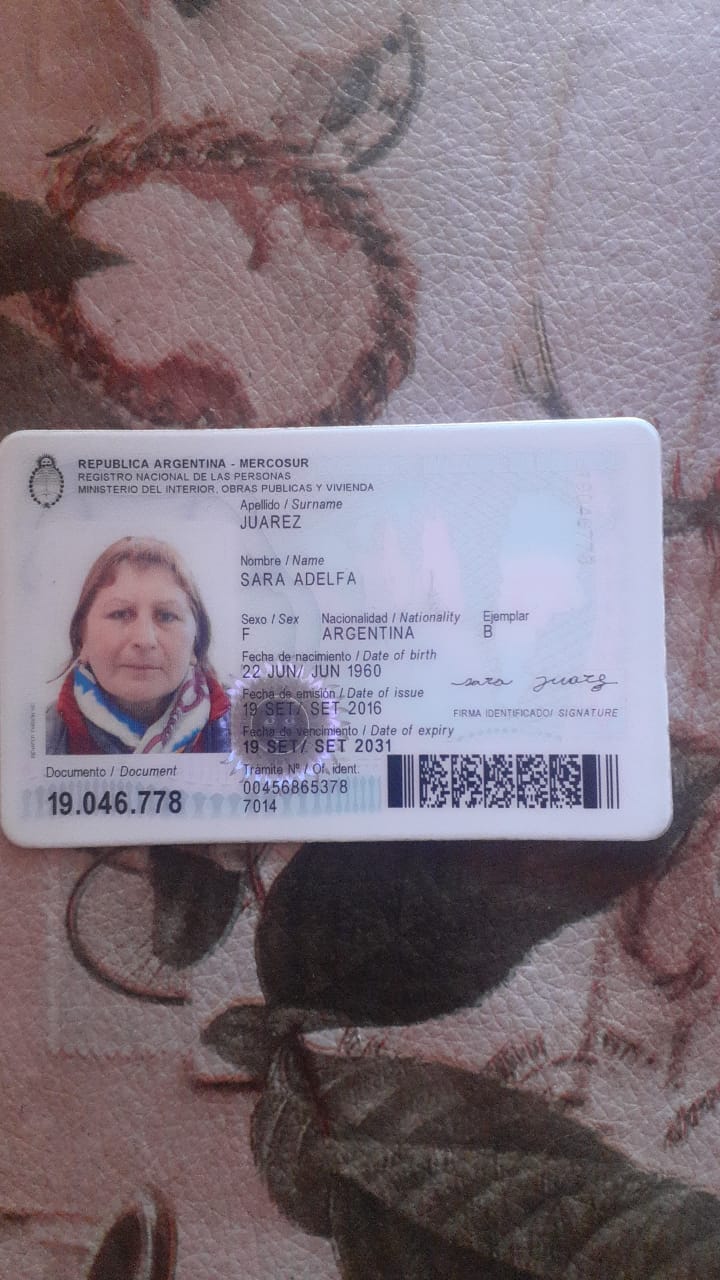 REPUBLICA ARGENTINA - MERCOSUR
REGISTRO NACIONAL DE LAS PERSONAS
MINISTERIO DEL INTERIOR, OBRAS PUBLICAS Y VIVIENDA
Apellido / Surname
JUAREZ
Nombre / Name
SARA ADELFA
Sexo / Sex Nacionalidad / Nationality Ejemplar
F ARGENTINA B
Fecha de nacimiento / Date of birth
22 JUN/ JUN 1960
Fecha de emisión / Date of issue
19 SET/ SET 2016
sara juarez
FIRMA IDENTIFICADO/ SIGNATURE
Fecha de vencimiento / Date of expiry
19 SET/ SET 2031
Documento / Document
19.046.778
Trámite Nº / Of. ident.
00456865378
7014